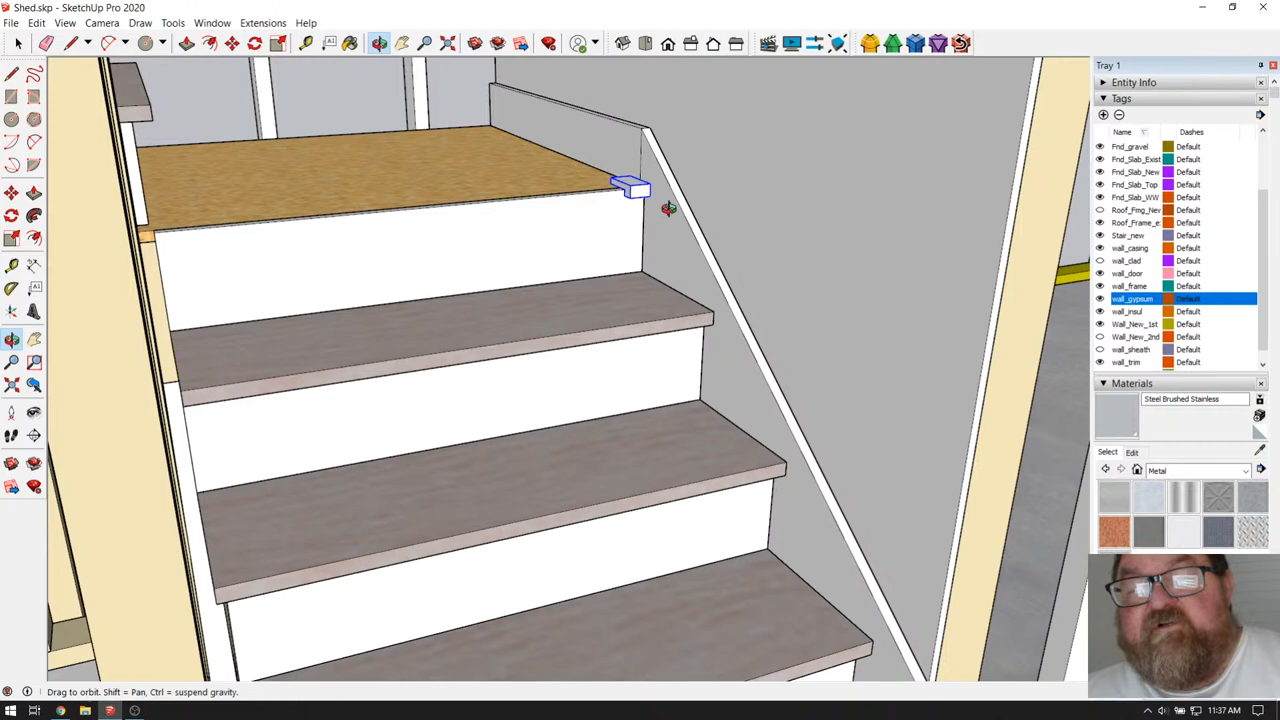 Shed.skp - SketchUp Pro 2020
File Edit View Camera Draw Tools Window Extensions Help
Tray 1
Entity Info
Tags
Name Dashes
Fnd_gravel Default
Fnd_Slab_Exist Default
Fnd_Slab_New Default
Fnd_Slab_Top Default
Fnd_Slab_WW Default
Roof_Fmg_New Default
Roof_Frame_e: Default
Stair_new Default
wall_casing Default
wall_clad Default
wall_door Default
wall_frame Default
wall_gypsum Default
wall_insul Default
Wall_New_1st Default
Wall_New_2nd Default
wall_sheath Default
wall_trim Default
Materials
Steel Brushed Stainless
Select Edit
Metal
Drag to orbit. Shift = Pan, Ctrl = suspend gravity.
11:37 AM